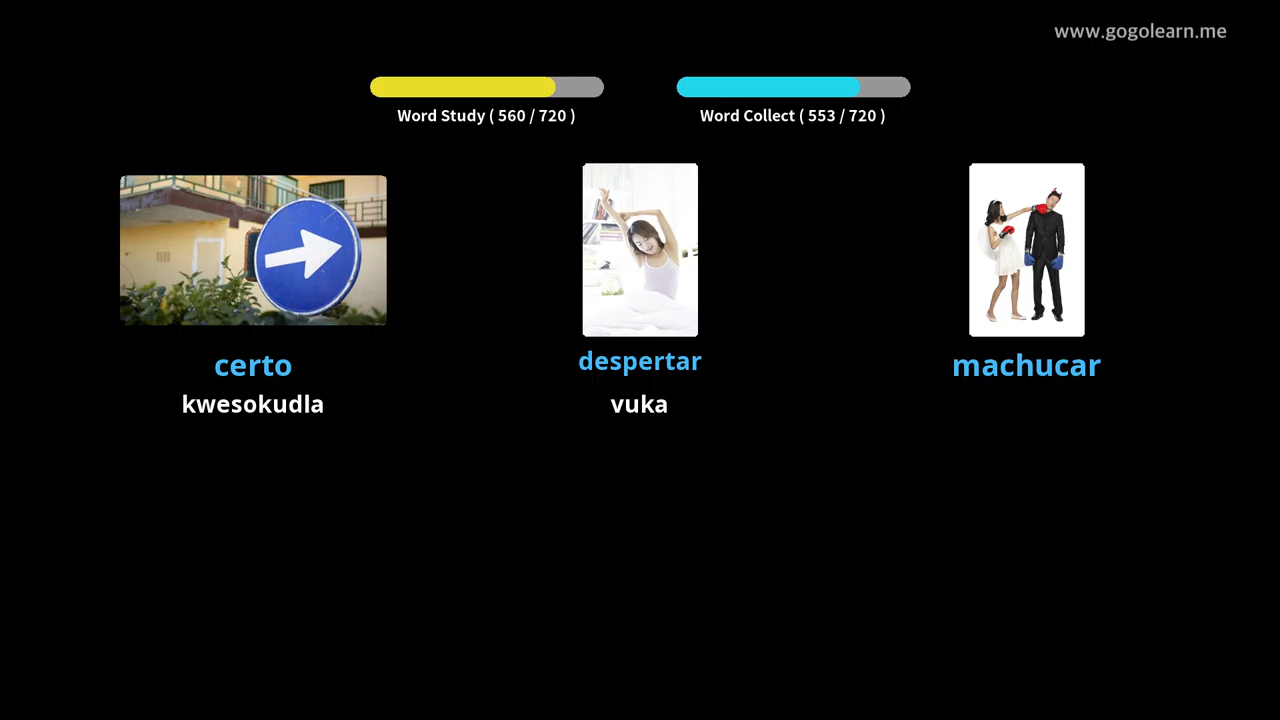 www.gogolearn.me
Word Study ( 560 / 720 )
Word Collect ( 553 / 720 )
certo
despertar
machucar
kwesokudla
vuka